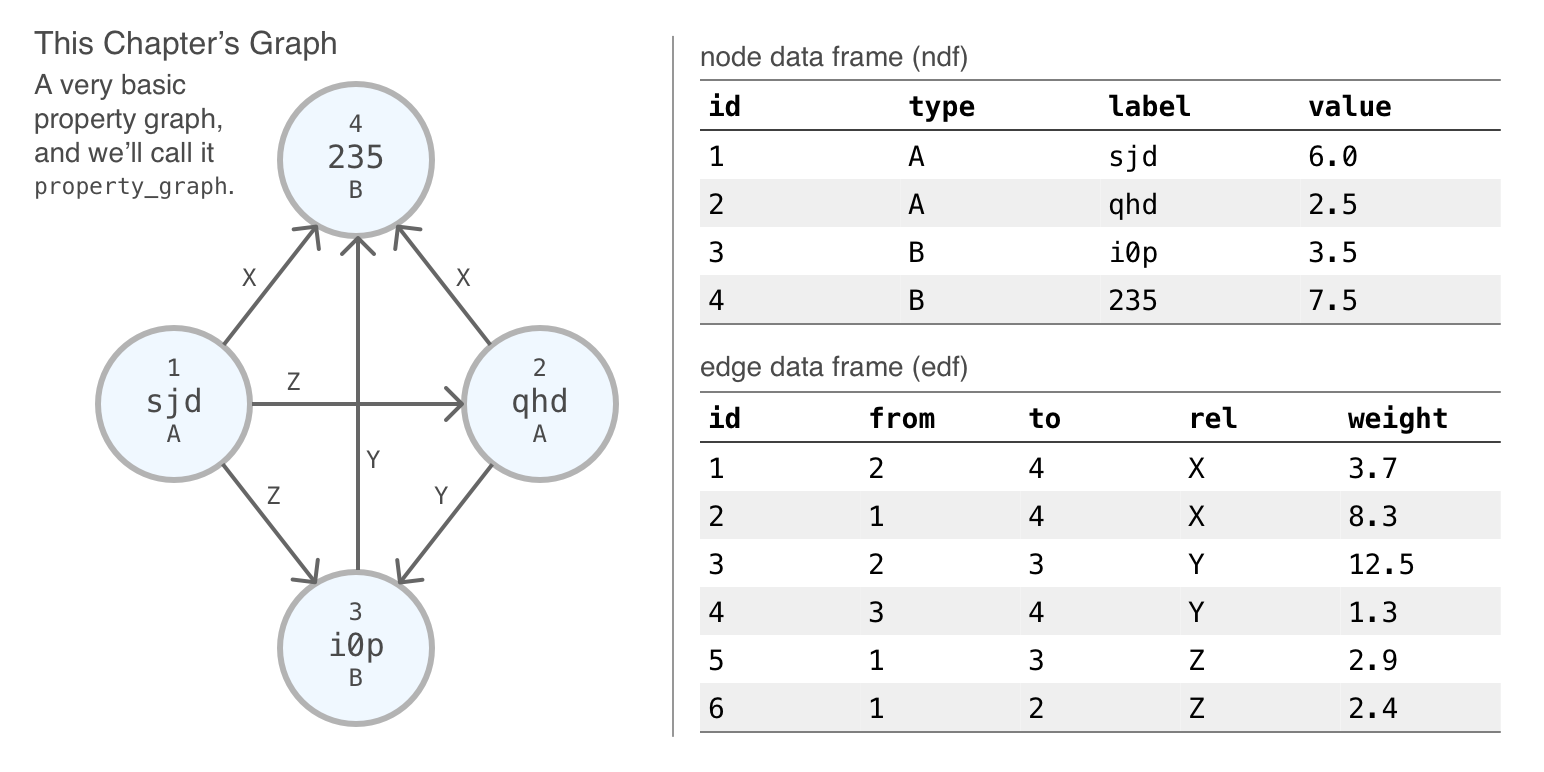 This Chapter’s Graph
A very basic
property graph,
and we’ll call it
property_graph.
4
235
B
X
X
1
sjd
A
Z
2
qhd
A
Y
Z
Y
3
i0p
B
node data frame (ndf)
id type label value
1 A sjd 6.0
2 A qhd 2.5
3 B i0p 3.5
4 B 235 7.5
edge data frame (edf)
id from to rel weight
1 2 4 X 3.7
2 1 4 X 8.3
3 2 3 Y 12.5
4 3 4 Y 1.3
5 1 3 Z 2.9
6 1 2 Z 2.4